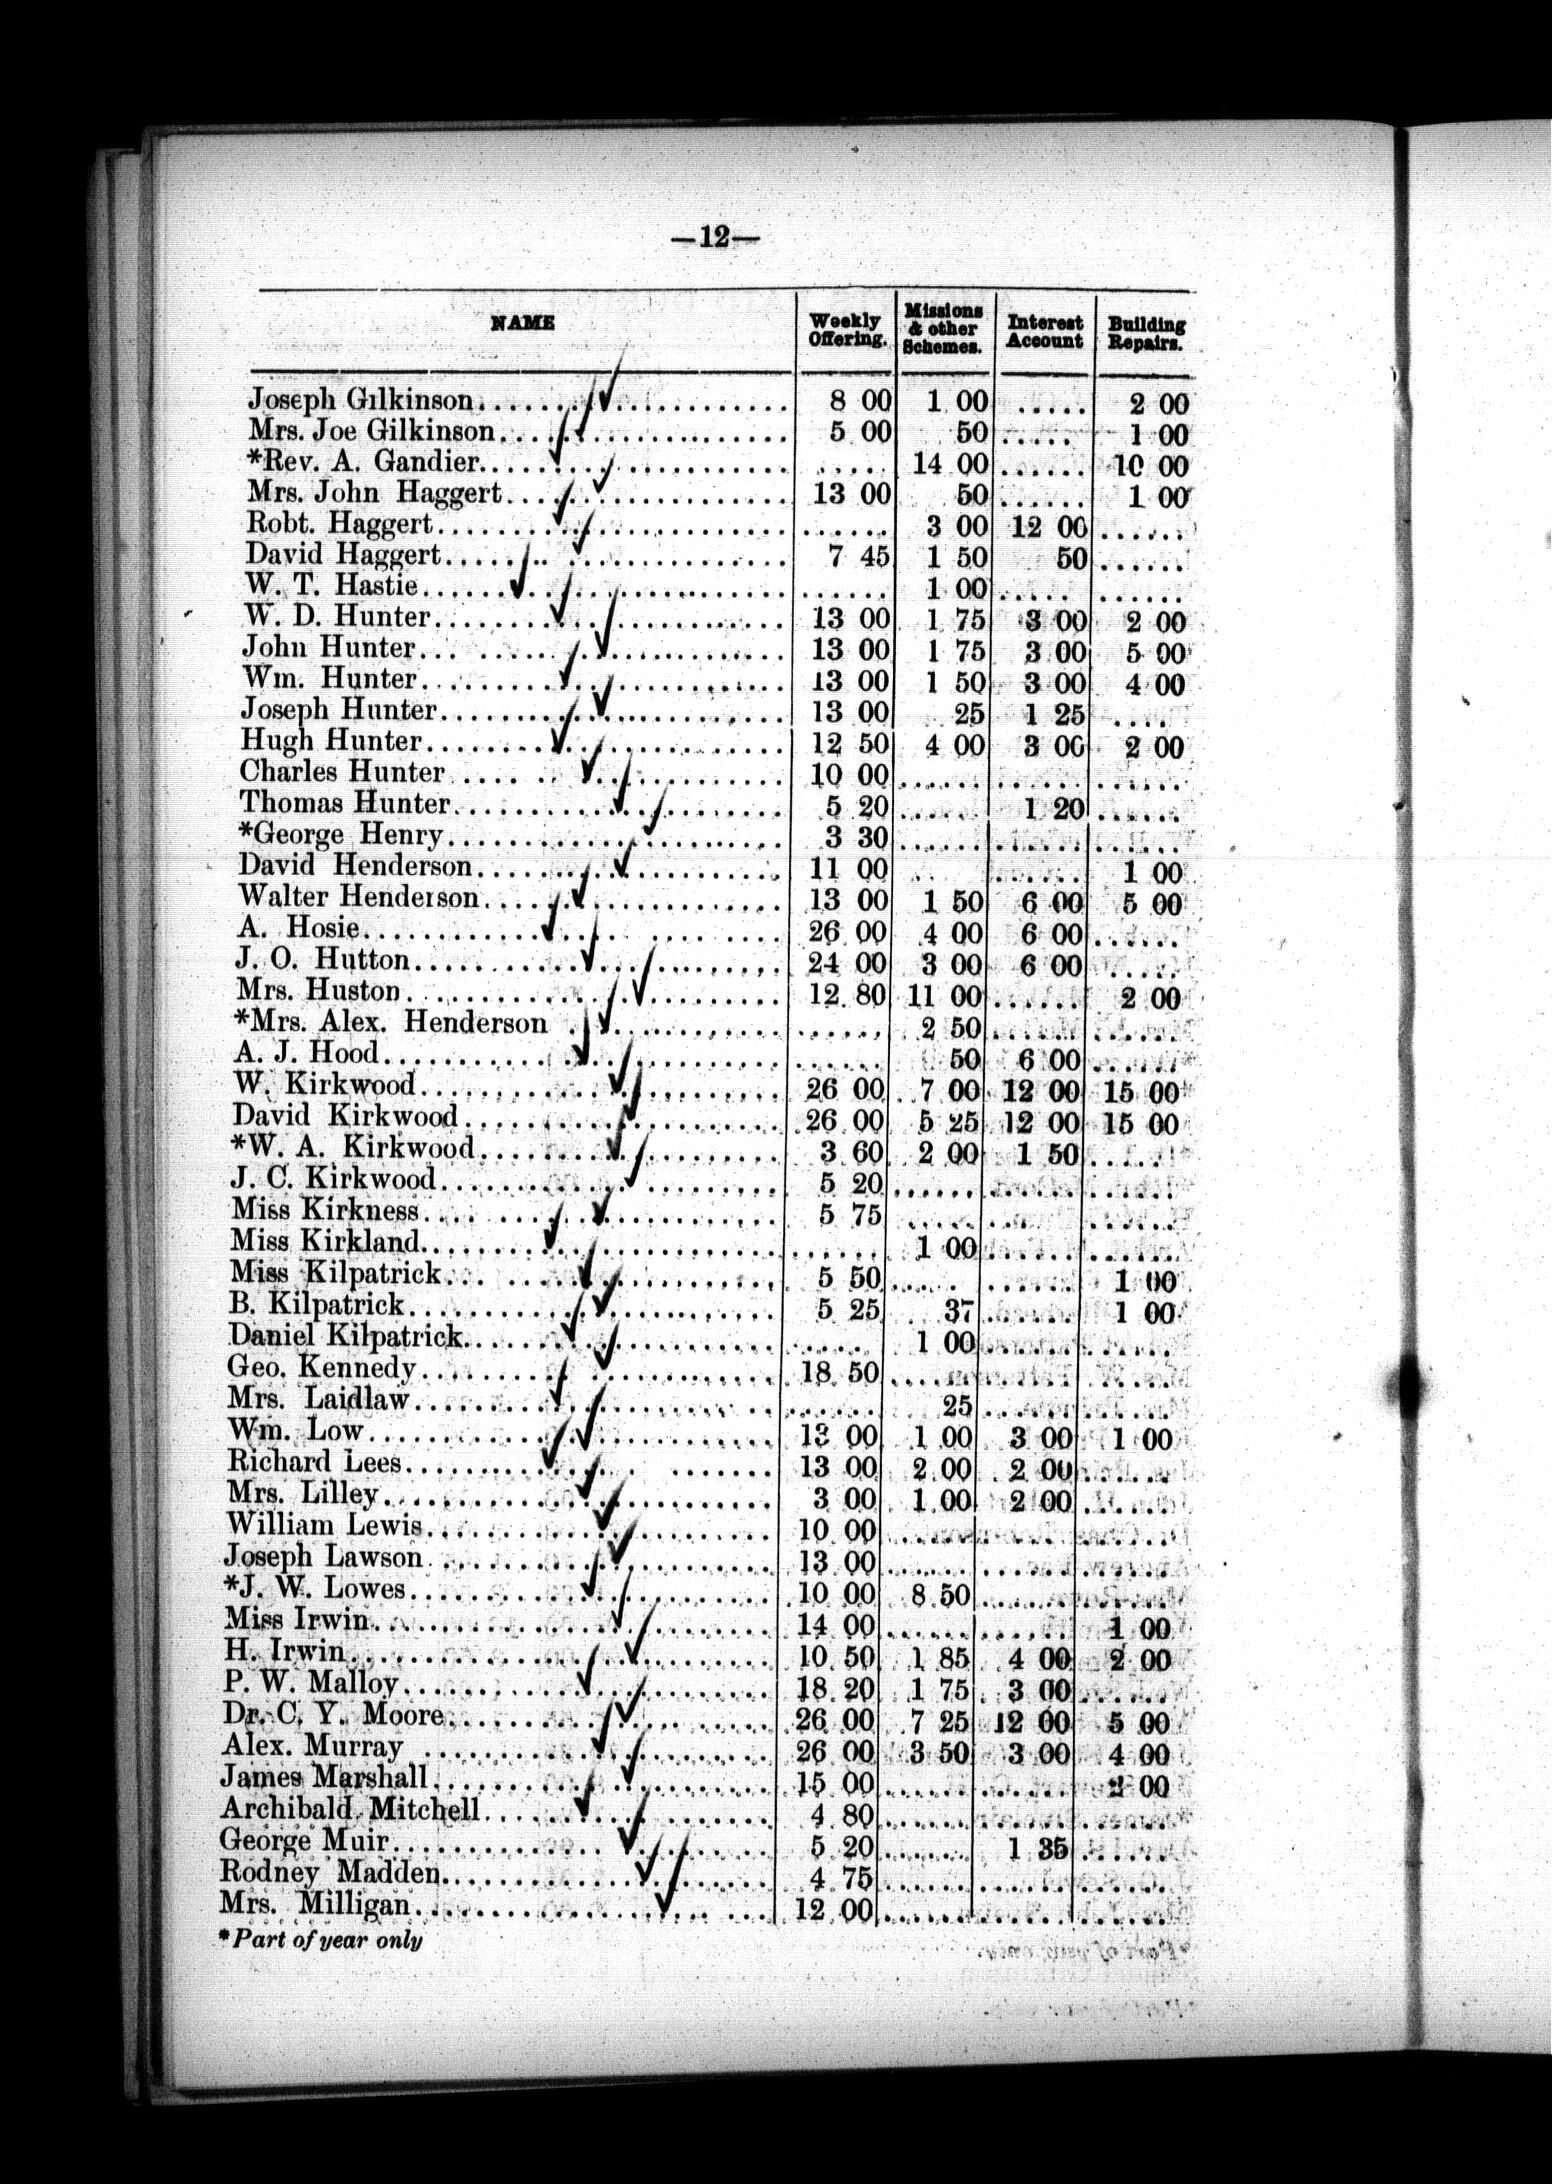 —12—
NAME Weekly Offering. Missions & other Schemes. Interest Account Building Repairs.
Joseph Gilkinson 8 00 1 00 ..... 2 00
Mrs. Joe Gilkinson 5 00 50 ..... 1 00
*Rev. A. Gandier ..... 14 00 ...... 10 00
Mrs. John Haggert 13 00 50 ...... 1 00
Robt. Haggert ...... 3 00 12 00 ......
David Haggert 7 45 1 50 50 ......
W. T. Hastie ...... 1 00 ..... ......
W. D. Hunter 13 00 1 75 3 00 2 00
John Hunter 13 00 1 75 3 00 5 00
Wm. Hunter 13 00 1 50 3 00 4 00
Joseph Hunter 13 00 25 1 25 ....
Hugh Hunter 12 50 4 00 3 00 2 00
Charles Hunter 10 00 ...... ...... ......
Thomas Hunter 5 20 ..... 1 20 ......
*George Henry 3 30 ...... ...... ......
David Henderson 11 00 .. ...... 1 00
Walter Henderson 13 00 1 50 6 00 5 00
A. Hosie 26 00 4 00 6 00 ......
J. O. Hutton 24 00 3 00 6 00 .....
Mrs. Huston 12 80 11 00 ...... 2 00
*Mrs. Alex. Henderson ...... 2 50 ...... ......
A. J. Hood ...... 50 6 00 ......
W. Kirkwood 26 00 7 00 12 00 15 00
David Kirkwood 26 00 5 25 12 00 15 00
*W. A. Kirkwood 3 60 2 00 1 50 .....
J. C. Kirkwood 5 20 ...... ...... ......
Miss Kirkness 5 75 ..... ...... ......
Miss Kirkland ...... 1 00 ...... ......
Miss Kilpatrick 5 50 ..... ...... 1 00
B. Kilpatrick 5 25 37 ...... 1 00
Daniel Kilpatrick ...... 1 00 ...... .....
Geo. Kennedy 18 50 .... ...... .....
Mrs. Laidlaw ...... 25 ...... .....
Wm. Low 13 00 1 00 3 00 1 00
Richard Lees 13 00 2 00 2 00 ......
Mrs. Lilley 3 00 1 00 2 00 ......
William Lewis 10 00 ...... ...... ......
Joseph Lawson 13 00 ...... ...... ......
*J. W. Lowes 10 00 8 50 ...... ......
Miss Irwin 14 00 ...... ...... 1 00
H. Irwin 10 50 1 85 4 00 2 00
P. W. Malloy 18 20 1 75 3 00 ......
Dr. C. Y. Moore 26 00 7 25 12 00 5 00
Alex. Murray 26 00 3 50 3 00 4 00
James Marshall 15 00 ...... ...... 2 00
Archibald Mitchell 4 80 ...... ...... ......
George Muir 5 20 ...... 1 35 ......
Rodney Madden 4 75 ...... ...... ......
Mrs. Milligan 12 00 ...... ...... ......
*Part of year only